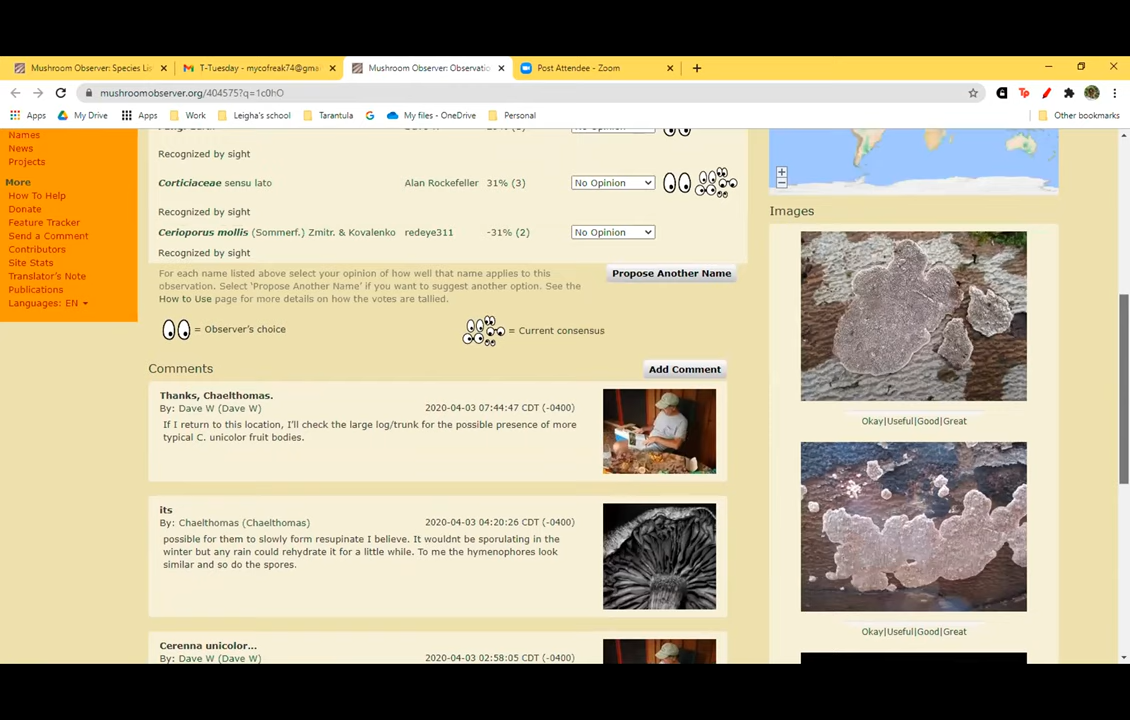 Mushroom Observer: Species Lis
T-Tuesday - mycofreak74@gma
Mushroom Observer: Observatio
Post Attendee - Zoom
mushroomobserver.org/404575?q=1c0hO
Apps
My Drive
Apps
Work
Leigha's school
Tarantula
My files - OneDrive
Personal
Other bookmarks
Names
News
Projects
More
How To Help
Donate
Feature Tracker
Send a Comment
Contributors
Site Stats
Translator's Note
Publications
Languages: EN
No Opinion
Recognized by sight
Corticiaceae sensu lato
Alan Rockefeller
31% (3)
No Opinion
Recognized by sight
Cerioporus mollis (Sommerf.) Zmitr. & Kovalenko
redeye311
-31% (2)
No Opinion
Recognized by sight
For each name listed above select your opinion of how well that name applies to this
observation. Select 'Propose Another Name' if you want to suggest another option. See the
How to Use page for more details on how the votes are tallied.
Propose Another Name
= Observer's choice
= Current consensus
Comments
Add Comment
Thanks, Chaelthomas.
By: Dave W (Dave W)
2020-04-03 07:44:47 CDT (-0400)
If I return to this location, I'll check the large log/trunk for the possible presence of more
typical C. unicolor fruit bodies.
its
By: Chaelthomas (Chaelthomas)
2020-04-03 04:20:26 CDT (-0400)
possible for them to slowly form resupinate I believe. It wouldnt be sporulating in the
winter but any rain could rehydrate it for a little while. To me the hymenophores look
similar and so do the spores.
Cerenna unicolor...
By: Dave W (Dave W)
2020-04-03 02:58:05 CDT (-0400)
Images
Okay|Useful|Good|Great
Okay|Useful|Good|Great